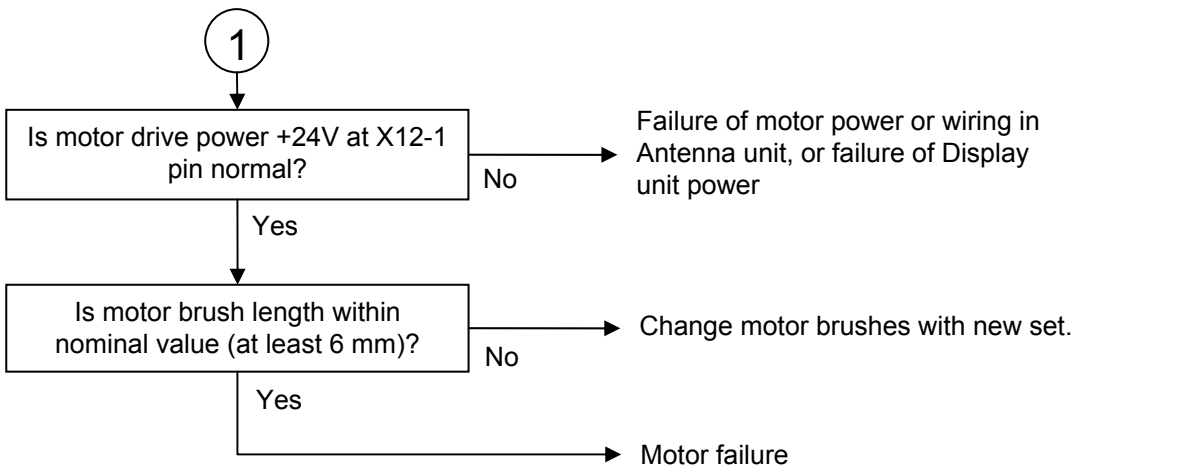 1
Is motor drive power +24V at X12-1
pin normal?
No
Failure of motor power or wiring in
Antenna unit, or failure of Display
unit power
Yes
Is motor brush length within
nominal value (at least 6 mm)?
No
Change motor brushes with new set.
Yes
Motor failure